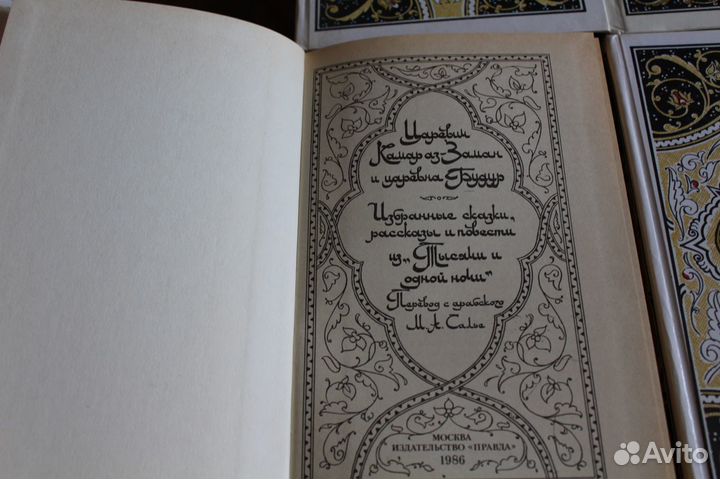 Царевич
Камар аз-Заман
и царевна Будур
Избранные сказки,
рассказы и повести
из „Тысячи и
одной ночи“
Перевод с арабского
М. А. Салье
МОСКВА
ИЗДАТЕЛЬСТВО «ПРАВДА»
1986
Avito